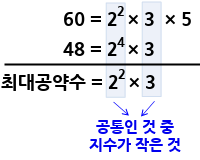 60 = 2² × 3 × 5
48 = 2⁴ × 3
최대공약수 = 2² × 3
공통인 것 중
지수가 작은 것